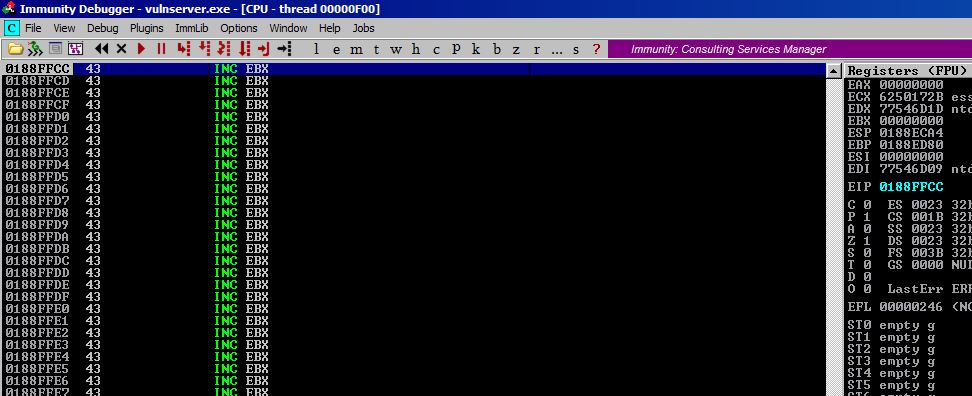 Immunity Debugger - vulnserver.exe - [CPU - thread 00000F00]
C File View Debug Plugins ImmLib Options Window Help Jobs
l e m t w h c p k b z r ... s ? Immunity: Consulting Services Manager
0188FFCC 43 INC EBX
0188FFCD 43 INC EBX
0188FFCE 43 INC EBX
0188FFCF 43 INC EBX
0188FFD0 43 INC EBX
0188FFD1 43 INC EBX
0188FFD2 43 INC EBX
0188FFD3 43 INC EBX
0188FFD4 43 INC EBX
0188FFD5 43 INC EBX
0188FFD6 43 INC EBX
0188FFD7 43 INC EBX
0188FFD8 43 INC EBX
0188FFD9 43 INC EBX
0188FFDA 43 INC EBX
0188FFDB 43 INC EBX
0188FFDC 43 INC EBX
0188FFDD 43 INC EBX
0188FFDE 43 INC EBX
0188FFDF 43 INC EBX
0188FFE0 43 INC EBX
0188FFE1 43 INC EBX
0188FFE2 43 INC EBX
0188FFE3 43 INC EBX
0188FFE4 43 INC EBX
0188FFE5 43 INC EBX
0188FFE6 43 INC EBX
0188FFE7 43 INC EBX
Registers (FPU)
EAX 00000000
ECX 6250172B ess
EDX 77546D1D ntd
EBX 00000000
ESP 0188ECA4
EBP 0188ED80
ESI 00000000
EDI 77546D09 ntd
EIP 0188FFCC
C 0 ES 0023 32b
P 1 CS 001B 32b
A 0 SS 0023 32b
Z 1 DS 0023 32b
S 0 FS 003B 32b
T 0 GS 0000 NUL
D 0
O 0 LastErr ERR
EFL 00000246 (NO
ST0 empty g
ST1 empty g
ST2 empty g
ST3 empty g
ST4 empty g
ST5 empty g